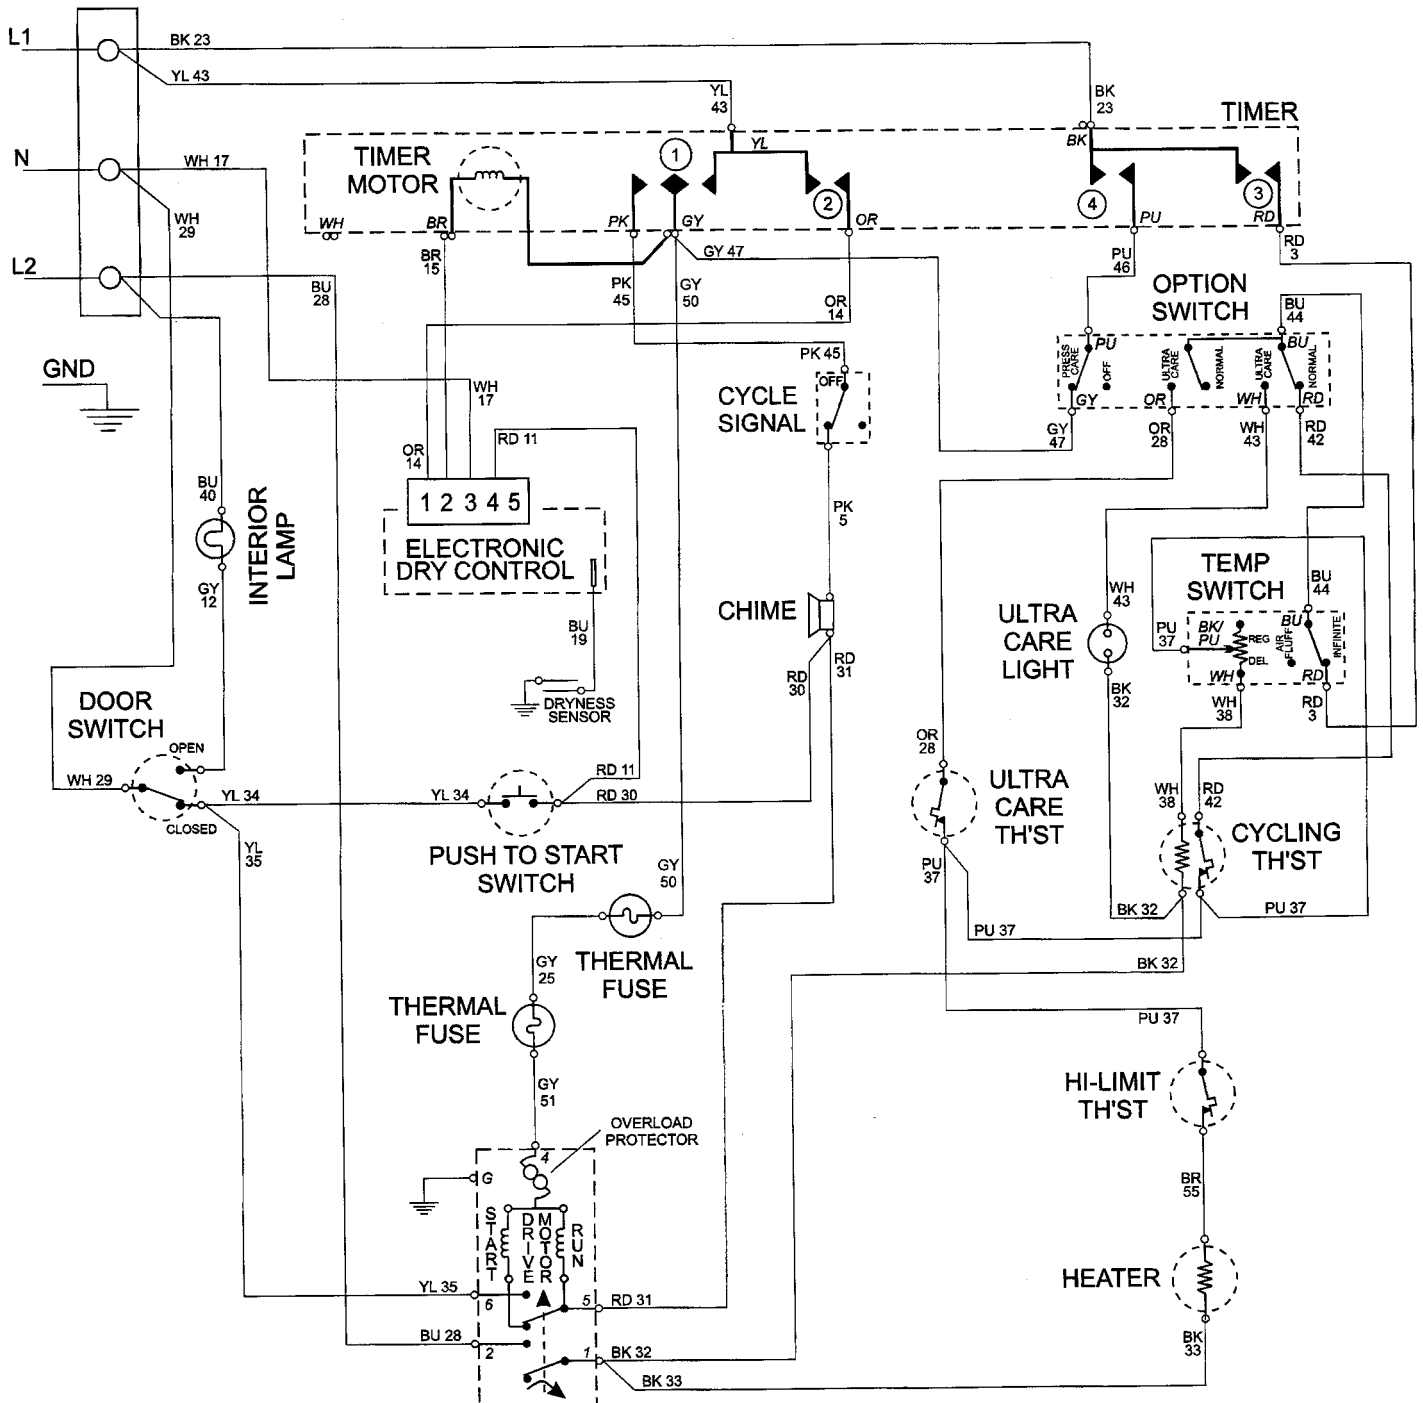 L1
BK 23
YL 43
YL
43
BK
23
TIMER
N
WH 17
WH
29
TIMER
MOTOR
1
YL
BK
2
4
3
WH
BR
PK
GY
OR
PU
RD
L2
BU
28
BR
15
PK
45
GY
50
GY 47
OR
14
PU
46
RD
3
OPTION
SWITCH
BU
44
GND
WH
17
PK 45
OFF
CYCLE
SIGNAL
PRESS
CARE
PU
OFF
GY
ULTRA
CARE
NORMAL
OR
ULTRA
CARE
BU
NORMAL
WH
RD
GY
47
OR
28
WH
43
RD
42
OR
14
RD 11
BU
40
INTERIOR
LAMP
GY
12
1 2 3 4 5
ELECTRONIC
DRY CONTROL
PK
5
BU
19
CHIME
ULTRA
CARE
LIGHT
WH
43
BK
32
TEMP
SWITCH
BU
44
PU
37
BK/
PU
REG
DEL
WH
AIR
FLUFF
BU
INFINITE
RD
WH
38
RD
3
RD
30
RD
31
DRYNESS
SENSOR
DOOR
SWITCH
OPEN
WH 29
CLOSED
YL 34
YL 34
RD 11
RD 30
PUSH TO START
SWITCH
YL
35
OR
28
ULTRA
CARE
TH'ST
PU
37
WH
38
RD
42
CYCLING
TH'ST
BK 32
PU 37
PU 37
BK 32
GY
50
THERMAL
FUSE
GY
25
THERMAL
FUSE
GY
51
PU 37
HI-LIMIT
TH'ST
BR
55
HEATER
BK
33
OVERLOAD
PROTECTOR
4
G
START
DRIVE
MOTOR
RUN
YL 35
6
5
RD 31
BU 28
2
1
BK 32
BK 33